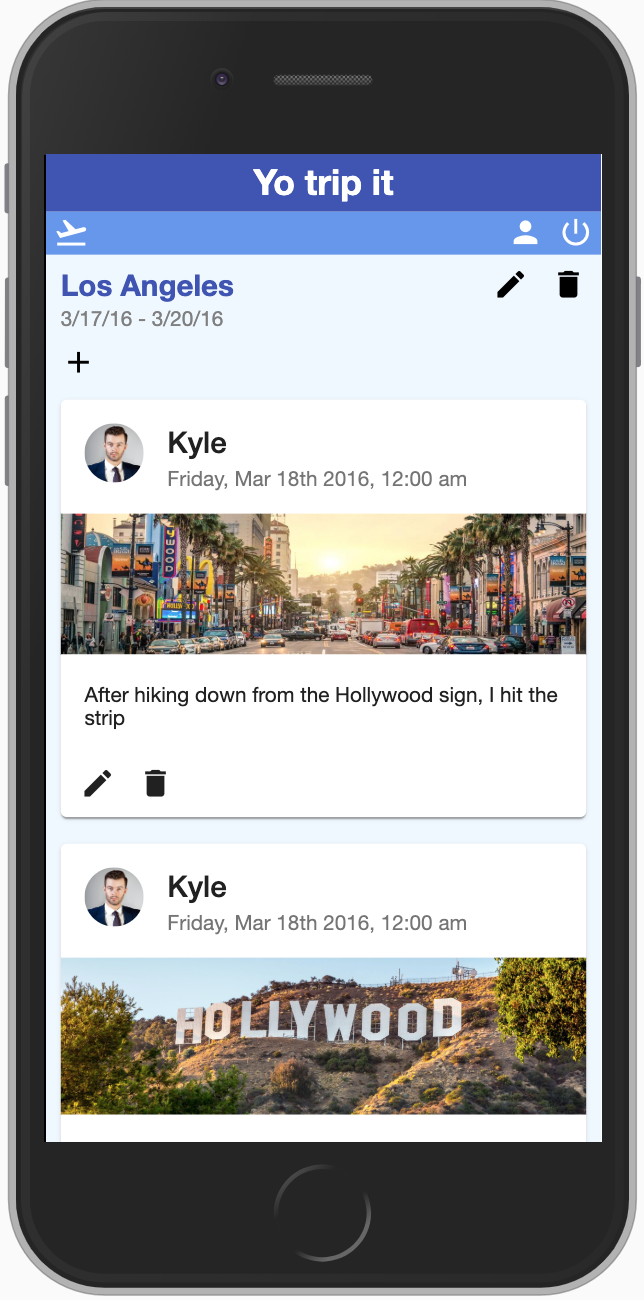 Yo trip it
Los Angeles
3/17/16 - 3/20/16
Kyle
Friday, Mar 18th 2016, 12:00 am
After hiking down from the Hollywood sign, I hit the
strip
Kyle
Friday, Mar 18th 2016, 12:00 am
HOLLYWOOD